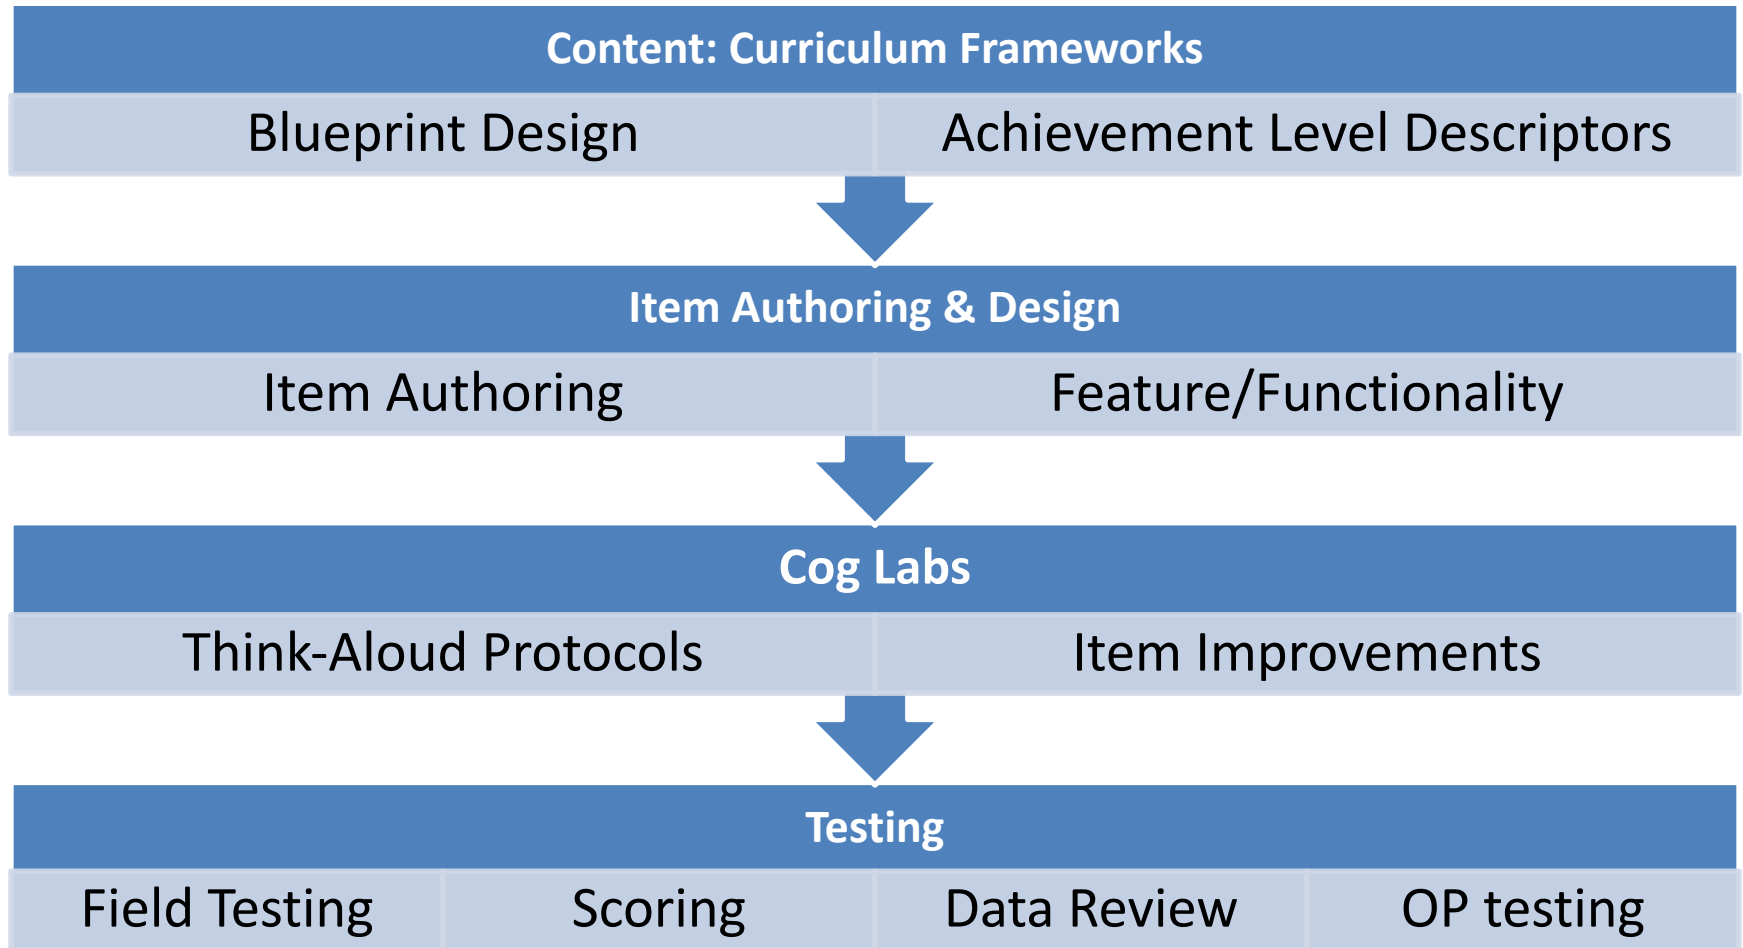 Content: Curriculum Frameworks
Blueprint Design
Achievement Level Descriptors
Item Authoring & Design
Item Authoring
Feature/Functionality
Cog Labs
Think-Aloud Protocols
Item Improvements
Testing
Field Testing
Scoring
Data Review
OP testing